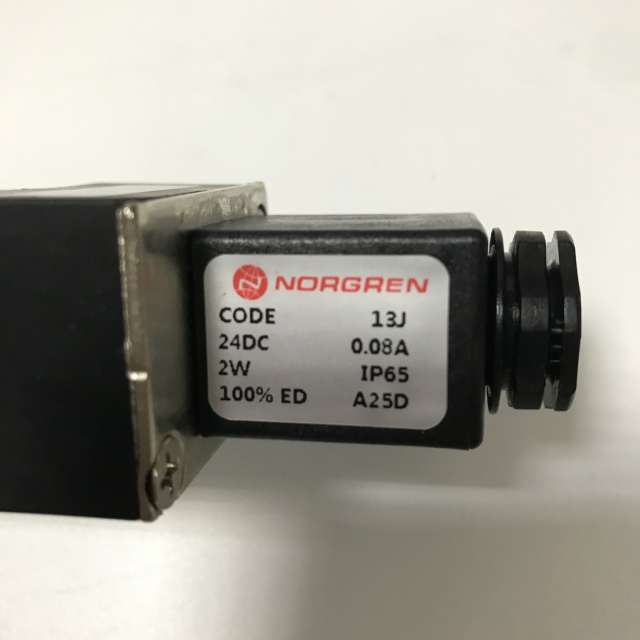 NORGREN
CODE 13J
24DC 0.08A
2W IP65
100% ED A25D